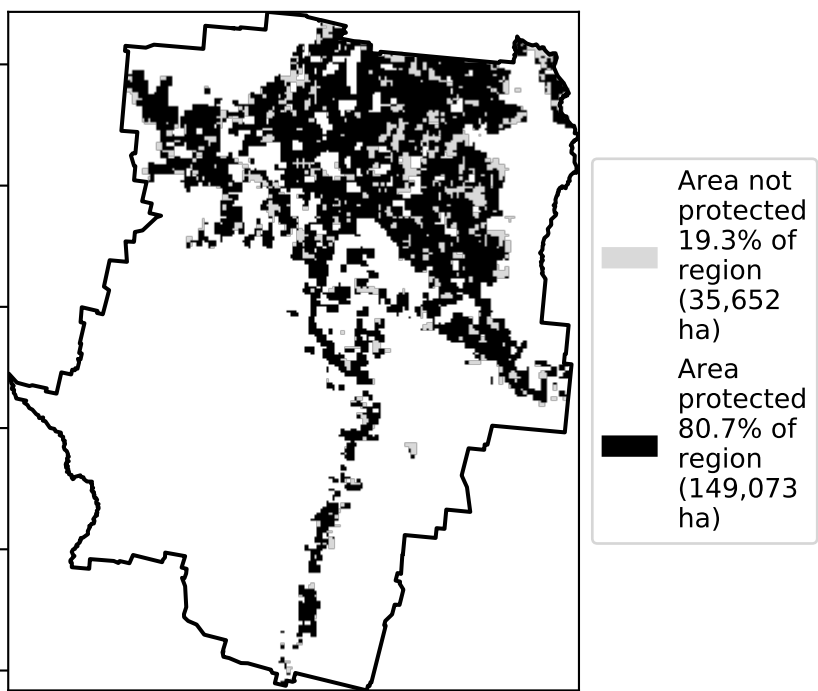 Area not
protected
19.3% of
region
(35,652
ha)
Area
protected
80.7% of
region
(149,073
ha)